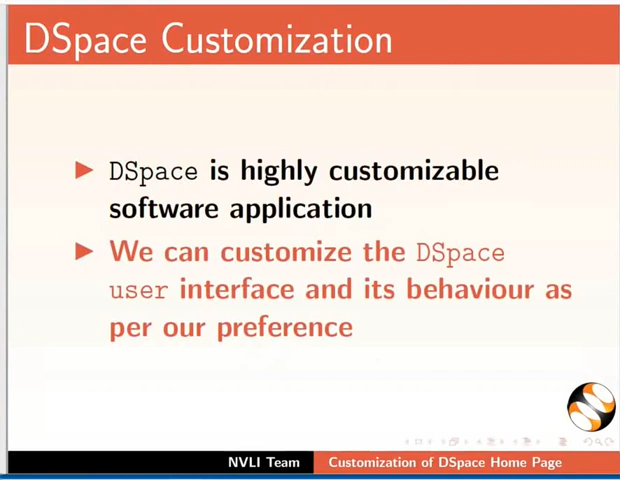 DSpace Customization
▶ DSpace is highly customizable
software application
▶ We can customize the DSpace
user interface and its behaviour as
per our preference
NVLI Team
Customization of DSpace Home Page